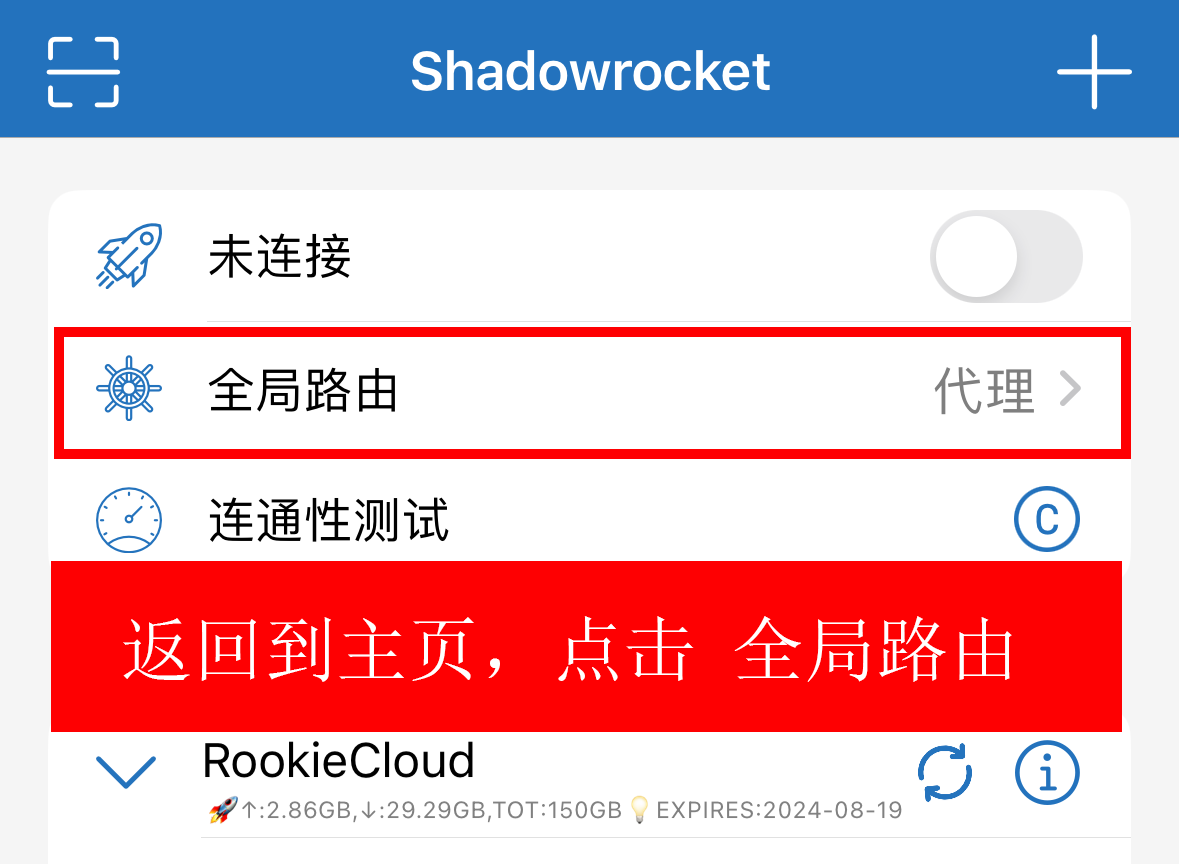 Shadowrocket
未连接
全局路由 代理
连通性测试 C
返回到主页，点击 全局路由
RookieCloud
🚀↑:2.86GB,↓:29.29GB,TOT:150GB💡EXPIRES:2024-08-19